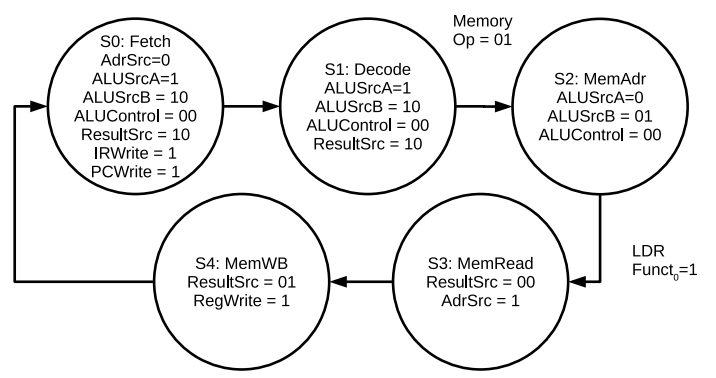 S0: Fetch
AdrSrc=0
ALUSrcA=1
ALUSrcB = 10
ALUControl = 00
ResultSrc = 10
IRWrite = 1
PCWrite = 1
S1: Decode
ALUSrcA=1
ALUSrcB = 10
ALUControl = 00
ResultSrc = 10
Memory
Op = 01
S2: MemAdr
ALUSrcA=0
ALUSrcB = 01
ALUControl = 00
LDR
Funct₀=1
S3: MemRead
ResultSrc = 00
AdrSrc = 1
S4: MemWB
ResultSrc = 01
RegWrite = 1